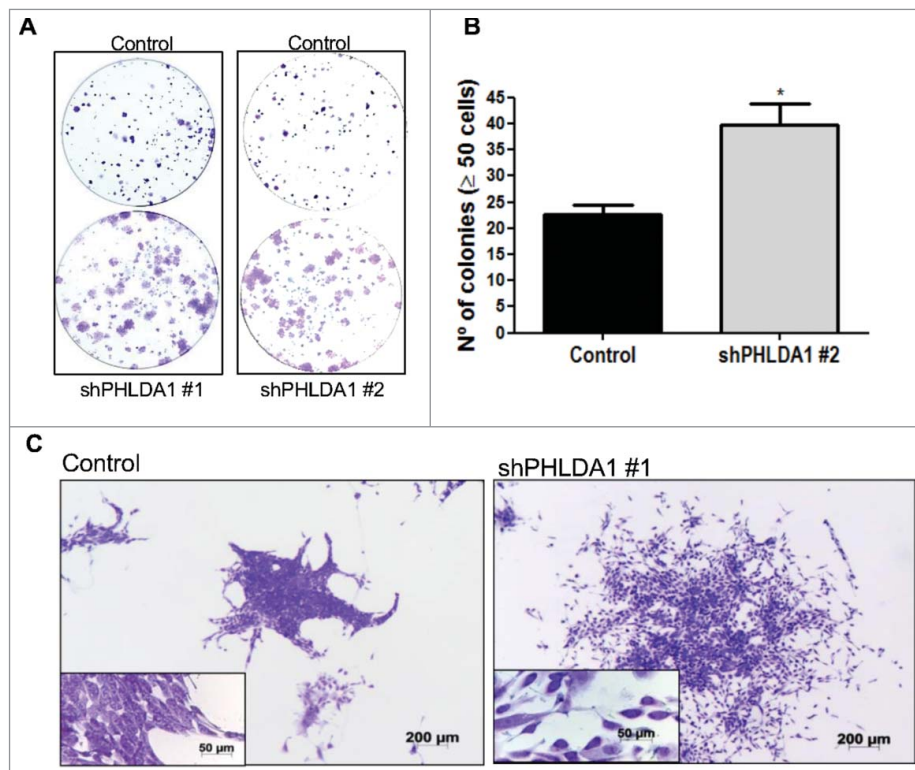 A
Control
Control
shPHLDA1 #1
shPHLDA1 #2
B
Nº of colonies (≥ 50 cells)
45
40
35
30
25
20
15
10
5
0
*
Control
shPHLDA1 #2
C
Control
shPHLDA1 #1
50 µm
200 µm
50 µm
200 µm